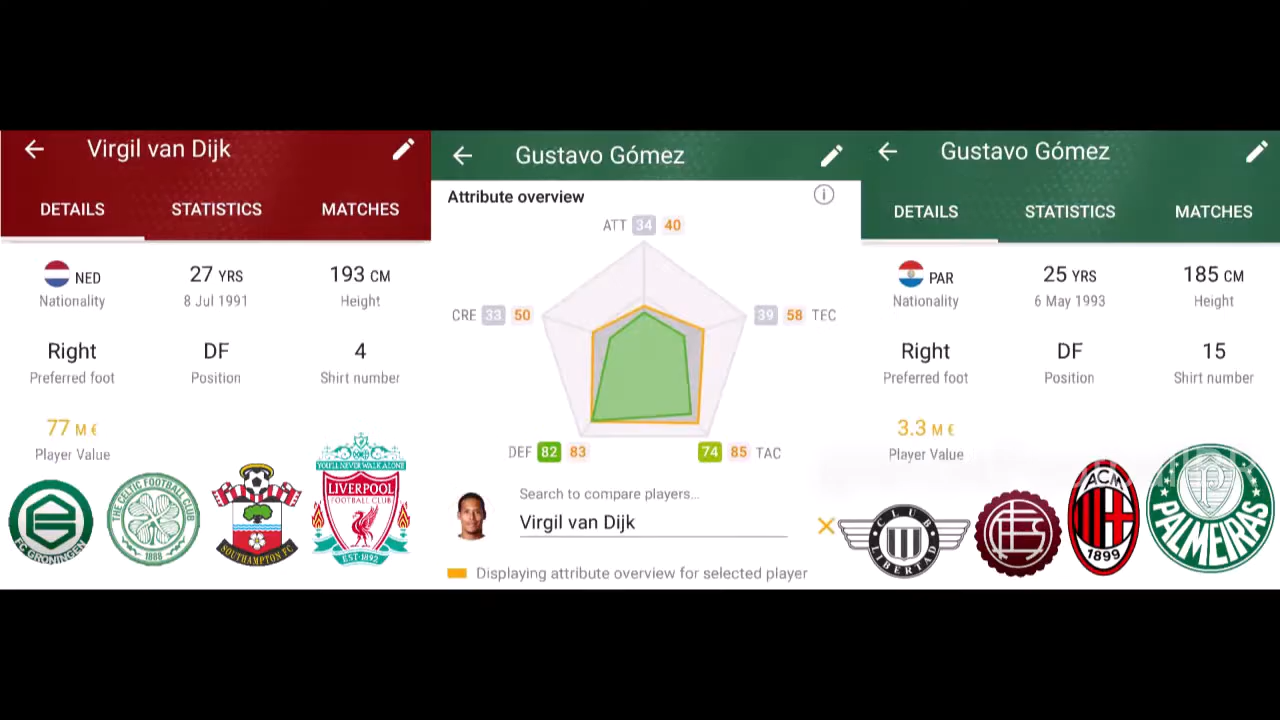 Virgil van Dijk
DETAILS STATISTICS MATCHES
NED 27 YRS 193 CM
Nationality 8 Jul 1991 Height
Right DF 4
Preferred foot Position Shirt number
77 M €
Player Value
FC GRONINGEN
THE CELTIC FOOTBALL CLUB
1888
SOUTHAMPTON FC
YOU'LL NEVER WALK ALONE
LIVERPOOL
FOOTBALL CLUB
EST·1892
Gustavo Gómez
Attribute overview
ATT 34 40
CRE 33 50 39 58 TEC
DEF 82 83 74 85 TAC
Search to compare players...
Virgil van Dijk
Displaying attribute overview for selected player
Gustavo Gómez
DETAILS STATISTICS MATCHES
PAR 25 YRS 185 CM
Nationality 6 May 1993 Height
Right DF 15
Preferred foot Position Shirt number
3.3 M €
Player Value
CLUB
LIBERTAD
ACM
1899
P
PALMEIRAS